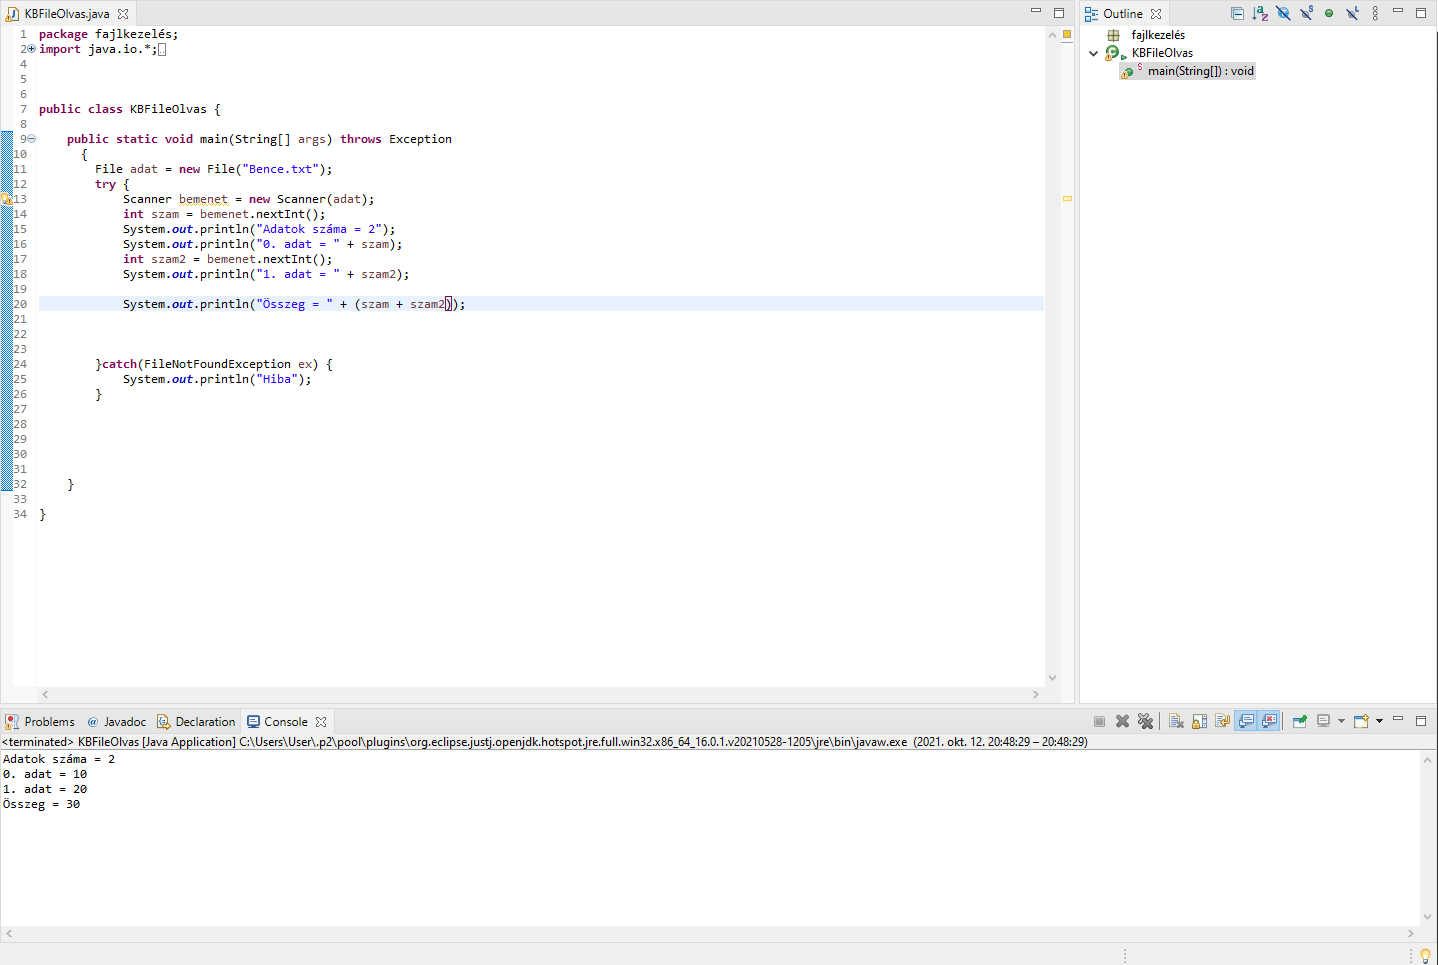 KBFileOlvas.java
1 package fajlkezelés;
2 import java.io.*;
4
5
6
7 public class KBFileOlvas {
8
9 public static void main(String[] args) throws Exception
10 {
11 File adat = new File("Bence.txt");
12 try {
13 Scanner bemenet = new Scanner(adat);
14 int szam = bemenet.nextInt();
15 System.out.println("Adatok száma = 2");
16 System.out.println("0. adat = " + szam);
17 int szam2 = bemenet.nextInt();
18 System.out.println("1. adat = " + szam2);
19
20 System.out.println("Összeg = " + (szam + szam2));
21
22
23
24 }catch(FileNotFoundException ex) {
25 System.out.println("Hiba");
26 }
27
28
29
30
31
32 }
33
34 }
Outline
fajlkezelés
KBFileOlvas
main(String[]) : void
Problems @ Javadoc Declaration Console
<terminated> KBFileOlvas [Java Application] C:\Users\User\.p2\pool\plugins\org.eclipse.justj.openjdk.hotspot.jre.full.win32.x86_64_16.0.1.v20210528-1205\jre\bin\javaw.exe (2021. okt. 12. 20:48:29 – 20:48:29)
Adatok száma = 2
0. adat = 10
1. adat = 20
Összeg = 30